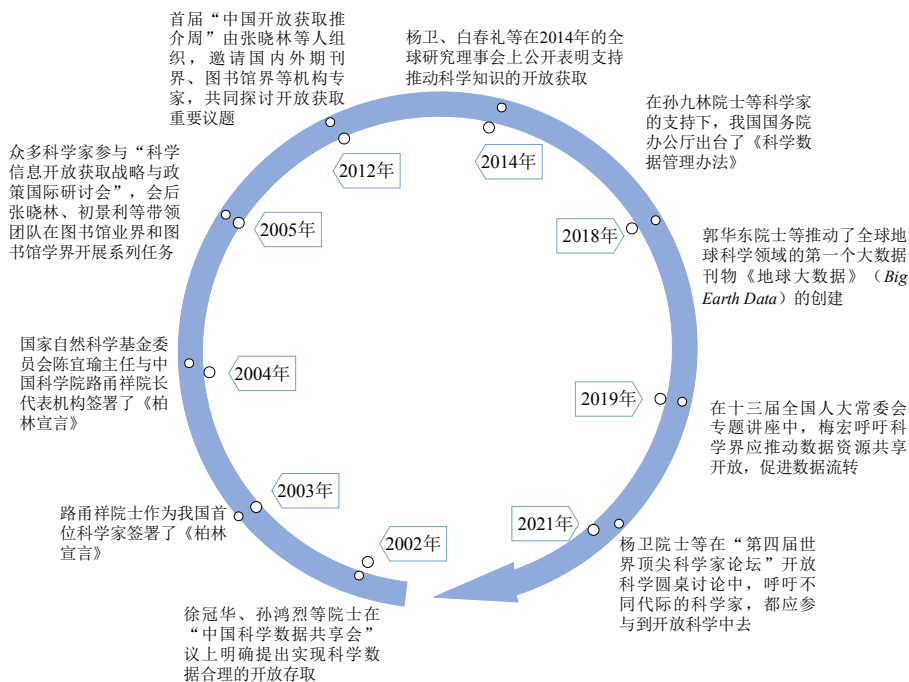 首届“中国开放获取推
介周”由张晓林等人组
织，邀请国内外期刊
界、图书馆界等机构专
家，共同探讨开放获取
重要议题
杨卫、白春礼等在2014年的全
球研究理事会上公开表明支持
推动科学知识的开放获取
在孙九林院士等科学家
的支持下，我国国务院
办公厅出台了《科学数
据管理办法》
众多科学家参与“科学
信息开放获取战略与政
策国际研讨会”，会后
张晓林、初景利等带领
团队在图书馆业界和图
书馆学界开展系列任务
2012年
2014年
2005年
2018年
郭华东院士等推动了全球地
球科学领域的第一个大数据
刊物《地球大数据》（Big
Earth Data）的创建
国家自然科学基金委
员会陈宜瑜主任与中
国科学院路甬祥院长
代表机构签署了《柏
林宣言》
2004年
2019年
在十三届全国人大常委会
专题讲座中，梅宏呼吁科
学界应推动数据资源共享
开放，促进数据流转
2003年
路甬祥院士作为我国首
位科学家签署了《柏林
宣言》
2002年
2021年
杨卫院士等在“第四届世
界顶尖科学家论坛”开放
科学圆桌讨论中，呼吁不
同代际的科学家，都应参
与到开放科学中去
徐冠华、孙鸿烈等院士在
“中国科学数据共享会”
议上明确提出实现科学数
据合理的开放存取